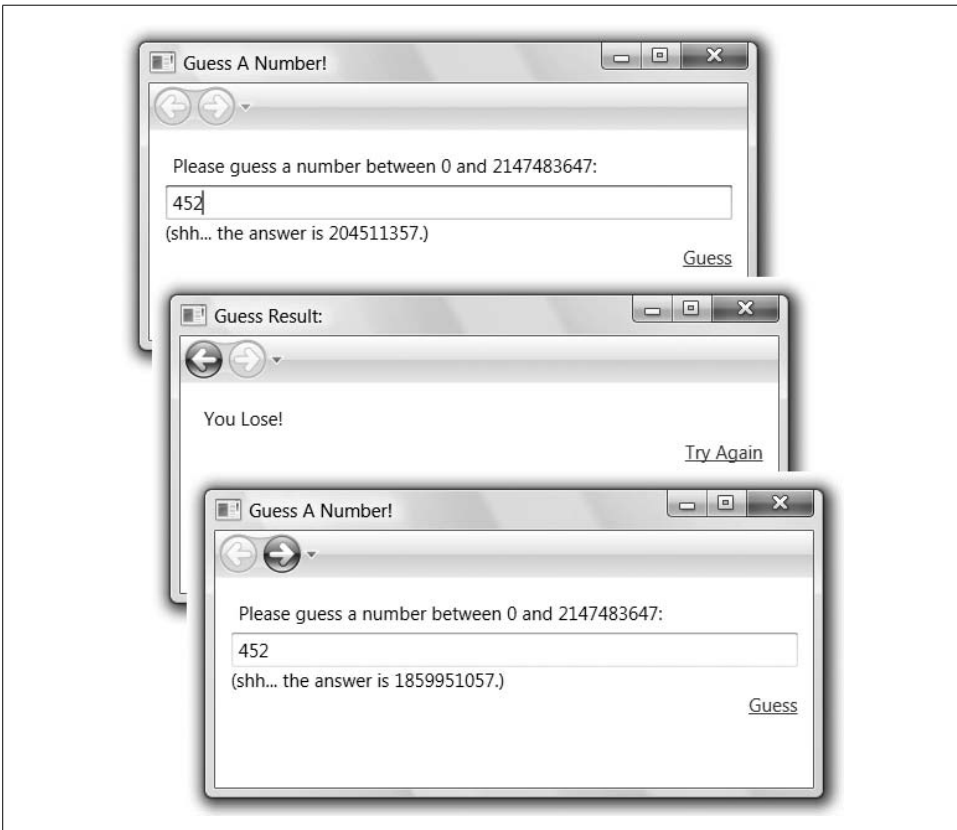 Guess A Number!
Please guess a number between 0 and 2147483647:
452
(shh... the answer is 204511357.)
Guess
Guess Result:
You Lose!
Try Again
Guess A Number!
Please guess a number between 0 and 2147483647:
452
(shh... the answer is 1859951057.)
Guess